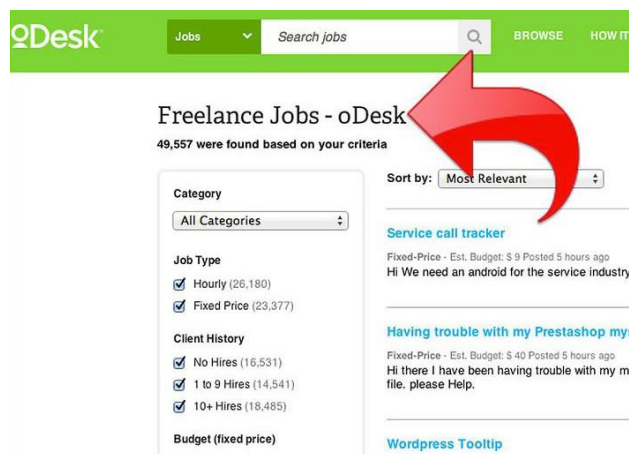 oDesk
Jobs
Search jobs
BROWSE
HOW IT
Freelance Jobs - oDesk
49,557 were found based on your criteria
Sort by: Most Relevant
Category
All Categories
Job Type
Hourly (26,180)
Fixed Price (23,377)
Client History
No Hires (16,531)
1 to 9 Hires (14,541)
10+ Hires (18,485)
Budget (fixed price)
Service call tracker
Fixed-Price - Est. Budget: $ 9 Posted 5 hours ago
Hi We need an android for the service industry
Having trouble with my Prestashop mys
Fixed-Price - Est. Budget: $ 40 Posted 5 hours ago
Hi there I have been having trouble with my m
file. please Help.
Wordpress Tooltip